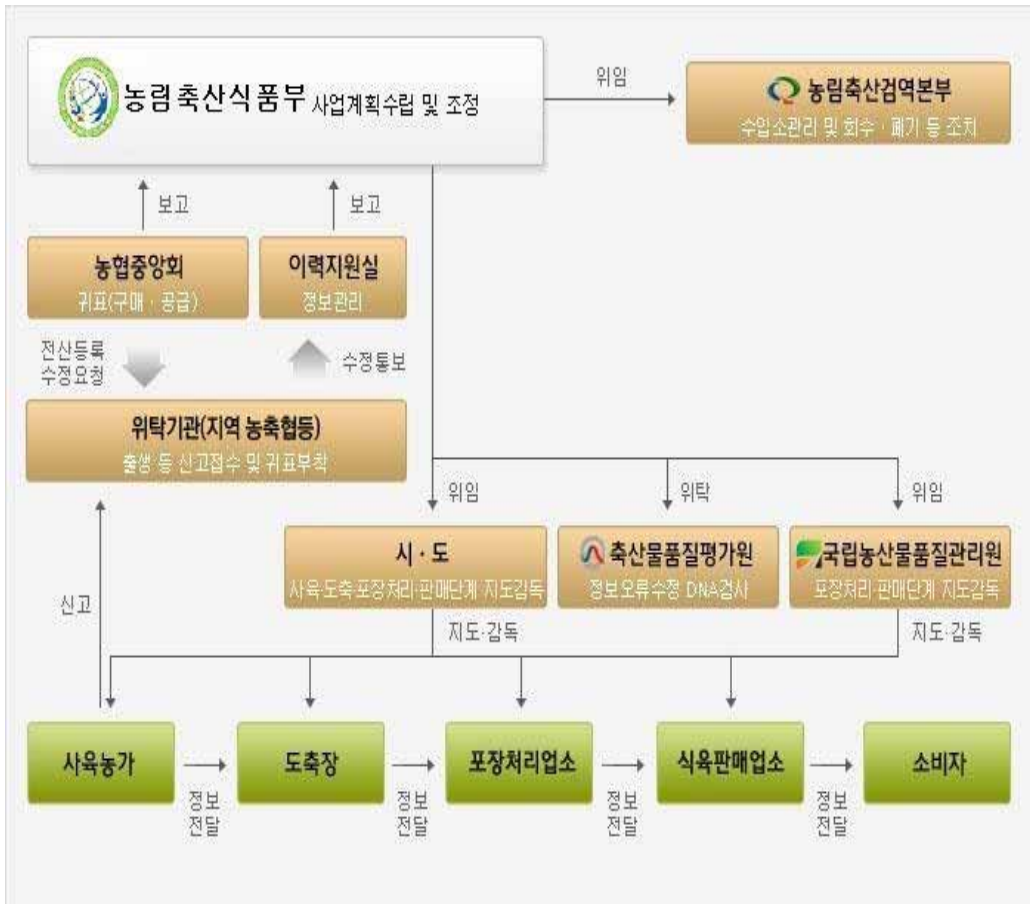 농림축산식품부 사업계획수립 및 조정
위임
농림축산검역본부
수입소관리 및 회수·폐기 등 조치
보고
보고
농협중앙회
귀표(구매·공급)
이력지원실
정보관리
전산등록
수정요청
수정통보
위탁기관(지역 농축협등)
출생 등 신고접수 및 귀표부착
위임
위탁
위임
시·도
사육·도축·포장처리·판매단계 지도감독
축산물품질평가원
정보오류수정 DNA검사
국립농산물품질관리원
포장처리·판매단계 지도감독
신고
지도·감독
지도·감독
사육농가
도축장
포장처리업소
식육판매업소
소비자
정보
전달
정보
전달
정보
전달
정보
전달